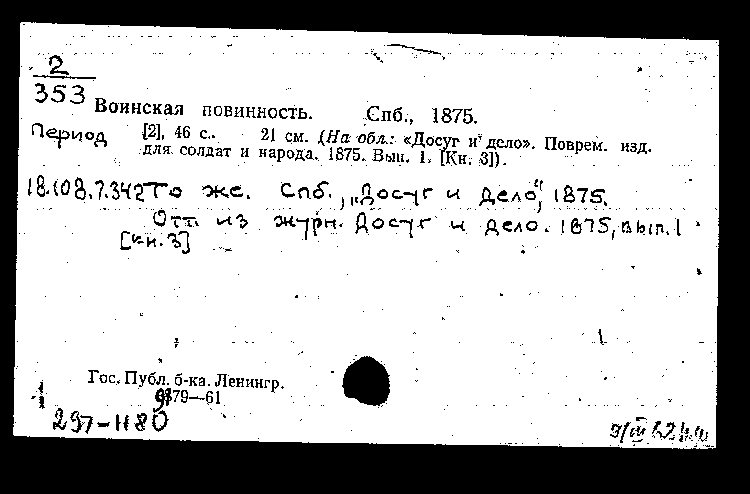 2
353 Воинская повинность. Спб., 1875.
Период [2], 46 с. 21 см. (На обл.: «Досуг и дело». Поврем. изд.
для солдат и народа. 1875. Вып. 1. [Кн. 3]).
18.108.7.342 То же. Спб., „Досуг и дело", 1875.
Отт. из журн. Досуг и дело. 1875, вып. 1
[кн. 3]
Гос. Публ. б-ка. Ленингр.
79—61
297-1180